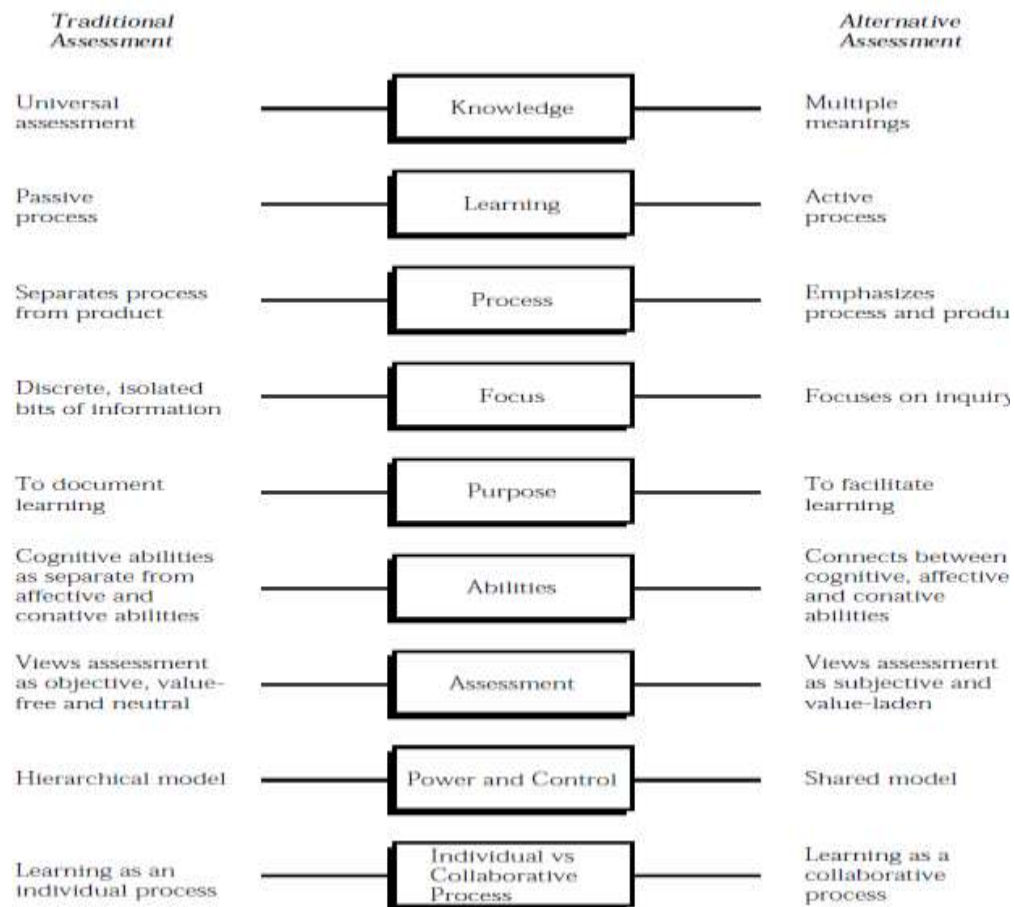 Traditional
Assessment
Alternative
Assessment
Universal
assessment
Knowledge
Multiple
meanings
Passive
process
Learning
Active
process
Separates process
from product
Process
Emphasizes
process and produ
Discrete, isolated
bits of information
Focus
Focuses on inquiry
To document
learning
Purpose
To facilitate
learning
Cognitive abilities
as separate from
affective and
conative abilities
Abilities
Connects between
cognitive, affective
and conative
abilities
Views assessment
as objective, value-
free and neutral
Assessment
Views assessment
as subjective and
value-laden
Hierarchical model
Power and Control
Shared model
Learning as an
individual process
Individual vs
Collaborative
Process
Learning as a
collaborative
process